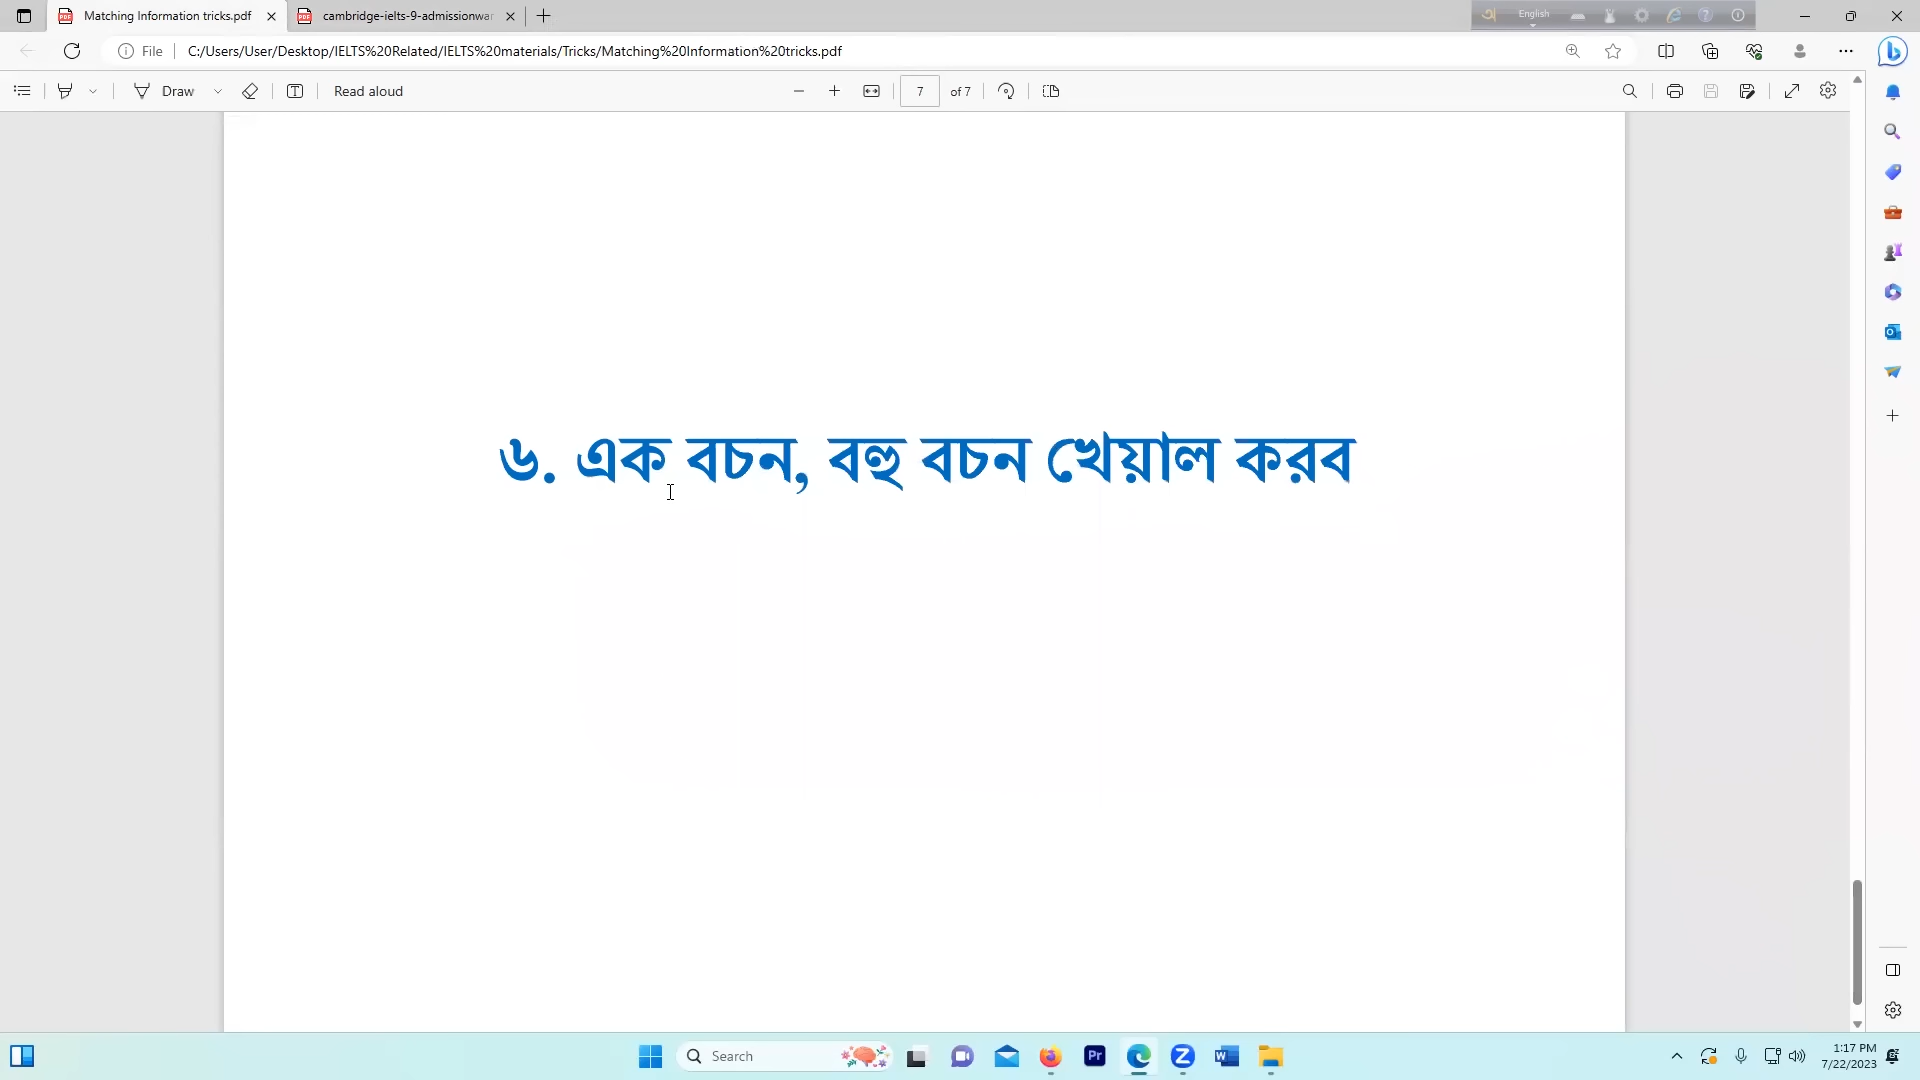 Matching Information tricks.pdf
cambridge-ielts-9-admissionwar
English
File
C:/Users/User/Desktop/IELTS%20Related/IELTS%20materials/Tricks/Matching%20Information%20tricks.pdf
Draw
Read aloud
7 of 7
৬. এক বচন, বহু বচন খেয়াল করব
Search
1:17 PM
7/22/2023